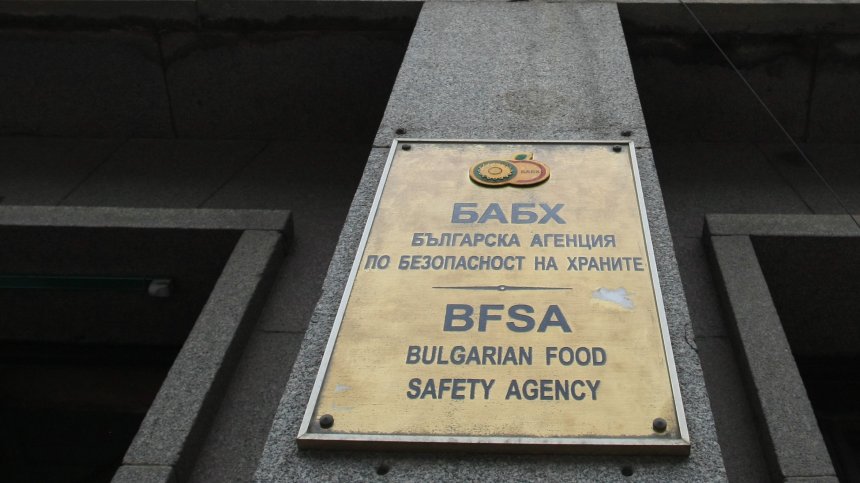 БАБХ
БАБХ
БЪЛГАРСКА АГЕНЦИЯ
ПО БЕЗОПАСНОСТ НА ХРАНИТЕ
BFSA
BULGARIAN FOOD
SAFETY AGENCY